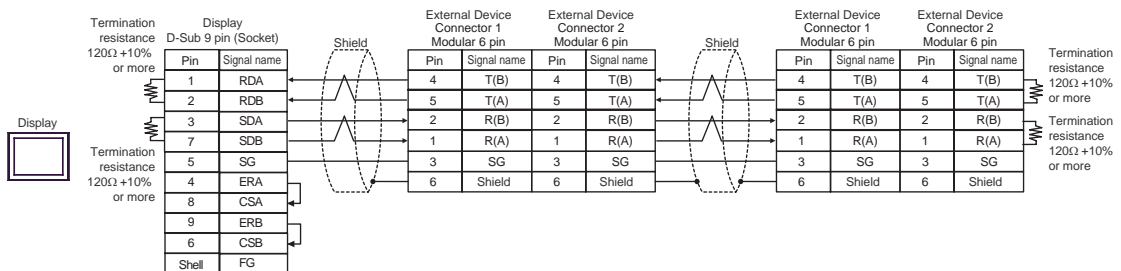 Display
Termination
resistance
120Ω +10%
or more
Termination
resistance
120Ω +10%
or more
Display
D-Sub 9 pin (Socket)
Pin Signal name
1 RDA
2 RDB
3 SDA
7 SDB
5 SG
4 ERA
8 CSA
9 ERB
6 CSB
Shell FG
Shield
External Device
Connector 1
Modular 6 pin
External Device
Connector 2
Modular 6 pin
Pin Signal name Pin Signal name
4 T(B) 4 T(B)
5 T(A) 5 T(A)
2 R(B) 2 R(B)
1 R(A) 1 R(A)
3 SG 3 SG
6 Shield 6 Shield
Shield
External Device
Connector 1
Modular 6 pin
External Device
Connector 2
Modular 6 pin
Pin Signal name Pin Signal name
4 T(B) 4 T(B)
5 T(A) 5 T(A)
2 R(B) 2 R(B)
1 R(A) 1 R(A)
3 SG 3 SG
6 Shield 6 Shield
Termination
resistance
120Ω +10%
or more
Termination
resistance
120Ω +10%
or more